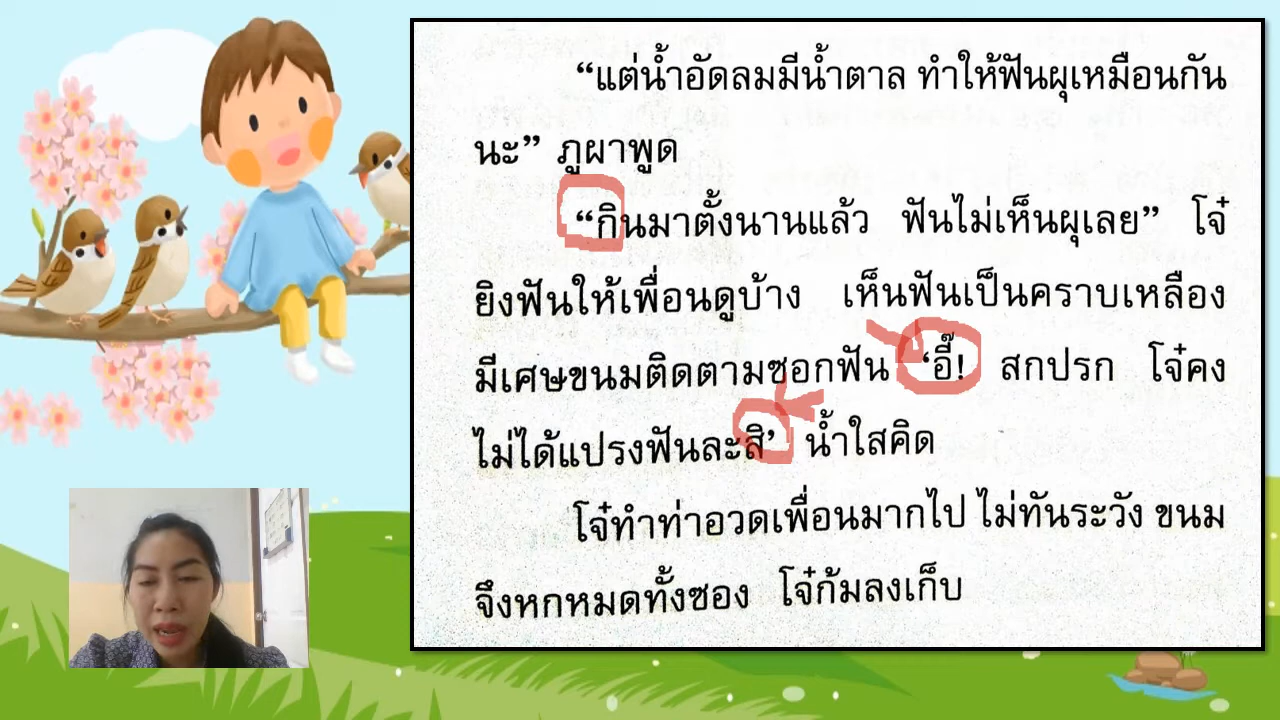 “แต่น้ำอัดลมมีน้ำตาล ทำให้ฟันผุเหมือนกัน
นะ” ภูผาพูด
“กินมาตั้งนานแล้ว ฟันไม่เห็นผุเลย” โจ๋
ยิงฟันให้เพื่อนดูบ้าง เห็นฟันเป็นคราบเหลือง
มีเศษขนมติดตามซอกฟัน ‘อี๊! สกปรก โจ๋คง
ไม่ได้แปรงฟันละสิ’ น้ำใสคิด
โจ๋ทำท่าอวดเพื่อนมากไป ไม่ทันระวัง ขนม
จึงหกหมดทั้งซอง โจ๋ก้มลงเก็บ